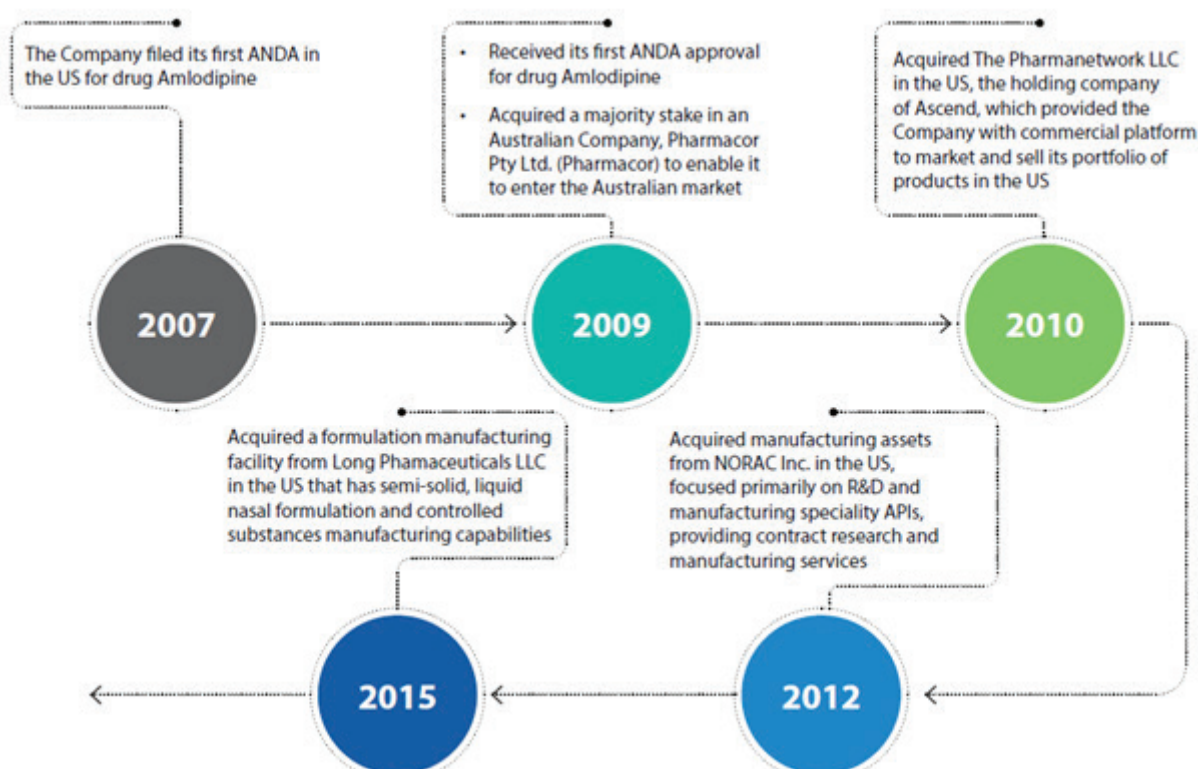 The Company filed its first ANDA in
the US for drug Amlodipine
• Received its first ANDA approval
for drug Amlodipine
• Acquired a majority stake in an
Australian Company, Pharmacor
Pty Ltd. (Pharmacor) to enable it
to enter the Australian market
Acquired The Pharmanetwork LLC
in the US, the holding company
of Ascend, which provided the
Company with commercial platform
to market and sell its portfolio of
products in the US
2007
2009
2010
Acquired a formulation manufacturing
facility from Long Phamaceuticals LLC
in the US that has semi-solid, liquid
nasal formulation and controlled
substances manufacturing capabilities
Acquired manufacturing assets
from NORAC Inc. in the US,
focused primarily on R&D and
manufacturing speciality APIs,
providing contract research and
manufacturing services
2015
2012